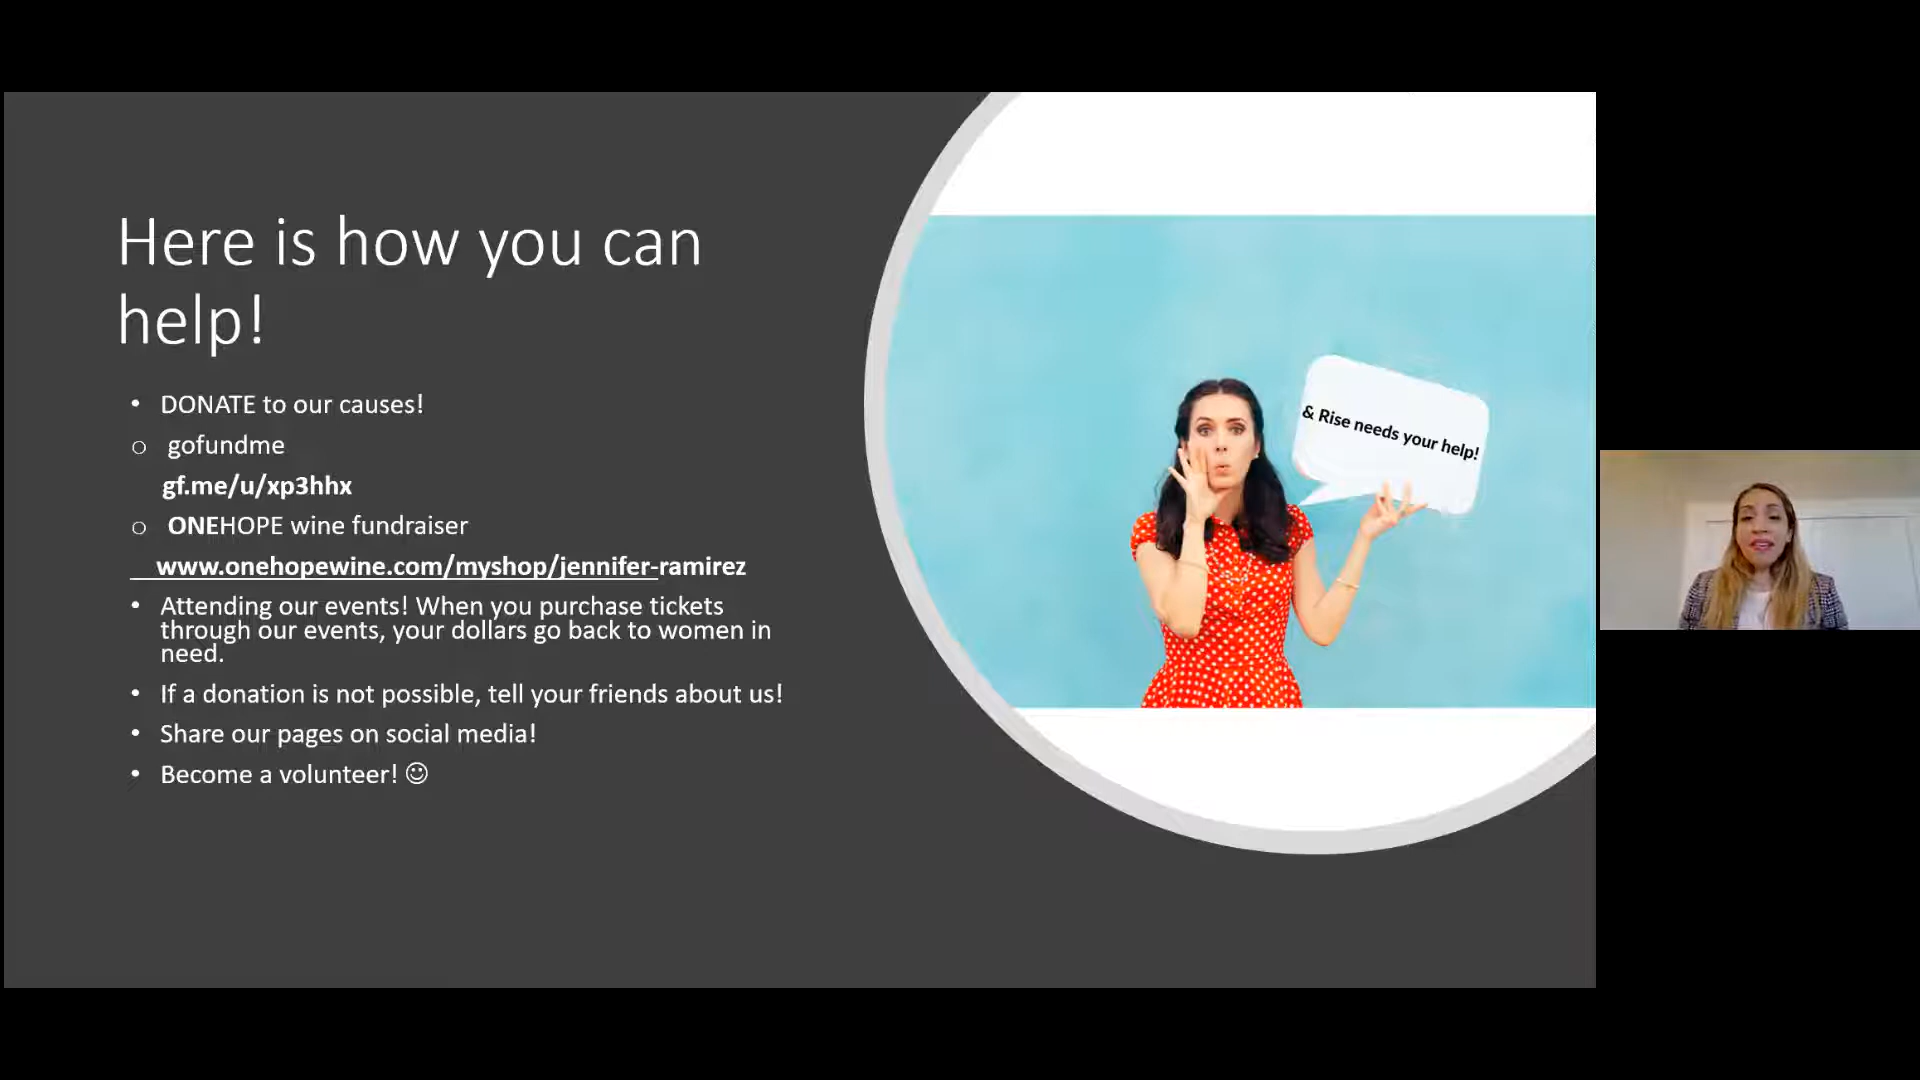 Here is how you can
help!
• DONATE to our causes!
o gofundme
gf.me/u/xp3hhx
o ONEHOPE wine fundraiser
www.onehopewine.com/myshop/jennifer-ramirez
• Attending our events! When you purchase tickets
through our events, your dollars go back to women in
need.
• If a donation is not possible, tell your friends about us!
• Share our pages on social media!
• Become a volunteer! ☺
& Rise needs your help!